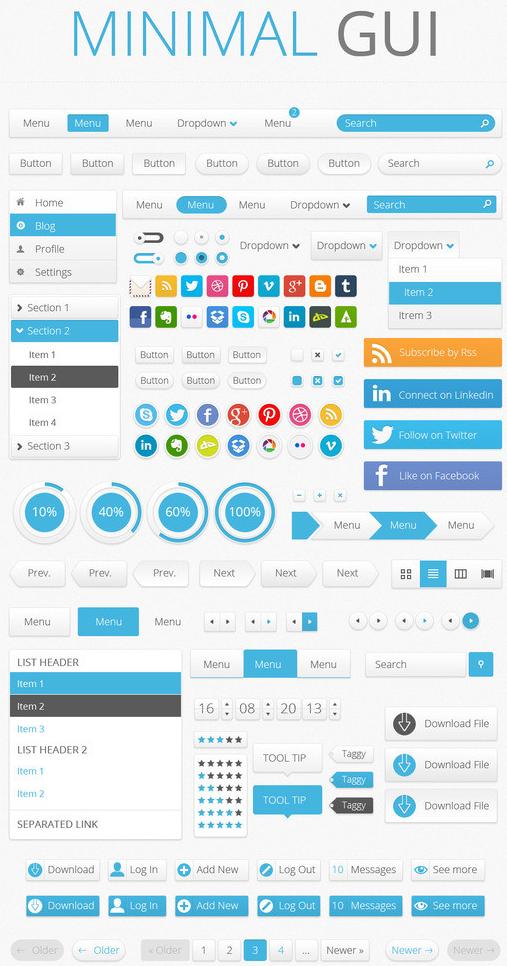 MINIMAL GUI
Menu Menu Menu Dropdown Menu 2 Search
Button Button Button Button Button Button Search
Home
Blog
Profile
Settings
Menu Menu Menu Dropdown Search
Dropdown Dropdown Dropdown
Item 1
Item 2
Itrem 3
Section 1
Section 2
Item 1
Item 2
Item 3
Item 4
Section 3
Button Button Button
Button Button Button
Subscribe by Rss
Connect on Linkedin
Follow on Twitter
Like on Facebook
10% 40% 60% 100%
Menu Menu Menu
Prev. Prev. Prev. Next Next Next
Menu Menu Menu
LIST HEADER
Item 1
Item 2
Item 3
LIST HEADER 2
Item 1
Item 2
SEPARATED LINK
Menu Menu Menu
Search
16 08 20 13
TOOL TIP
TOOL TIP
Taggy
Taggy
Taggy
Download File
Download File
Download File
Download Log In Add New Log Out 10 Messages See more
Download Log In Add New Log Out 10 Messages See more
← Older ← Older « Older 1 2 3 4 ... Newer » Newer → Newer →